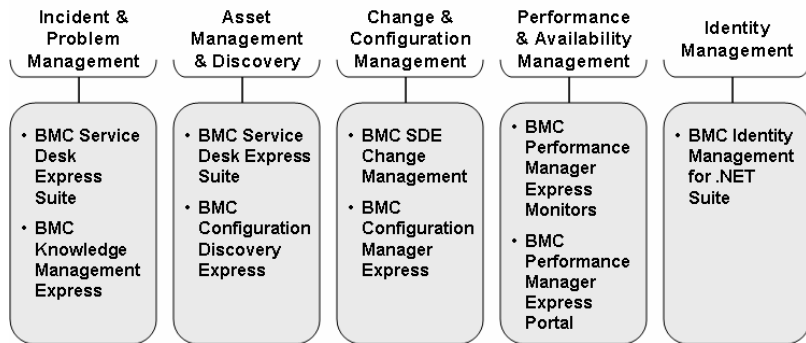 Incident &
Problem
Management
Asset
Management
& Discovery
Change &
Configuration
Management
Performance
& Availability
Management
Identity
Management
• BMC Service
Desk
Express
Suite
• BMC
Knowledge
Management
Express
• BMC Service
Desk Express
Suite
• BMC
Configuration
Discovery
Express
• BMC SDE
Change
Management
• BMC
Configuration
Manager
Express
• BMC
Performance
Manager
Express
Monitors
• BMC
Performance
Manager
Express
Portal
• BMC Identity
Management
for .NET
Suite